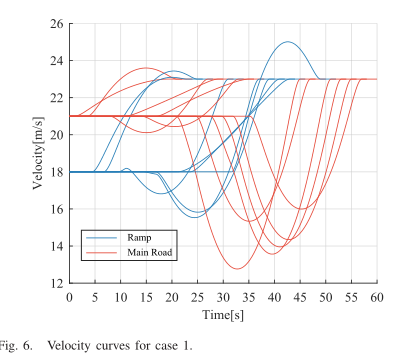 26
24
22
20
18
16
14
12
Velocity[m/s]
Ramp
Main Road
0 5 10 15 20 25 30 35 40 45 50 55 60
Time[s]
Fig. 6. Velocity curves for case 1.